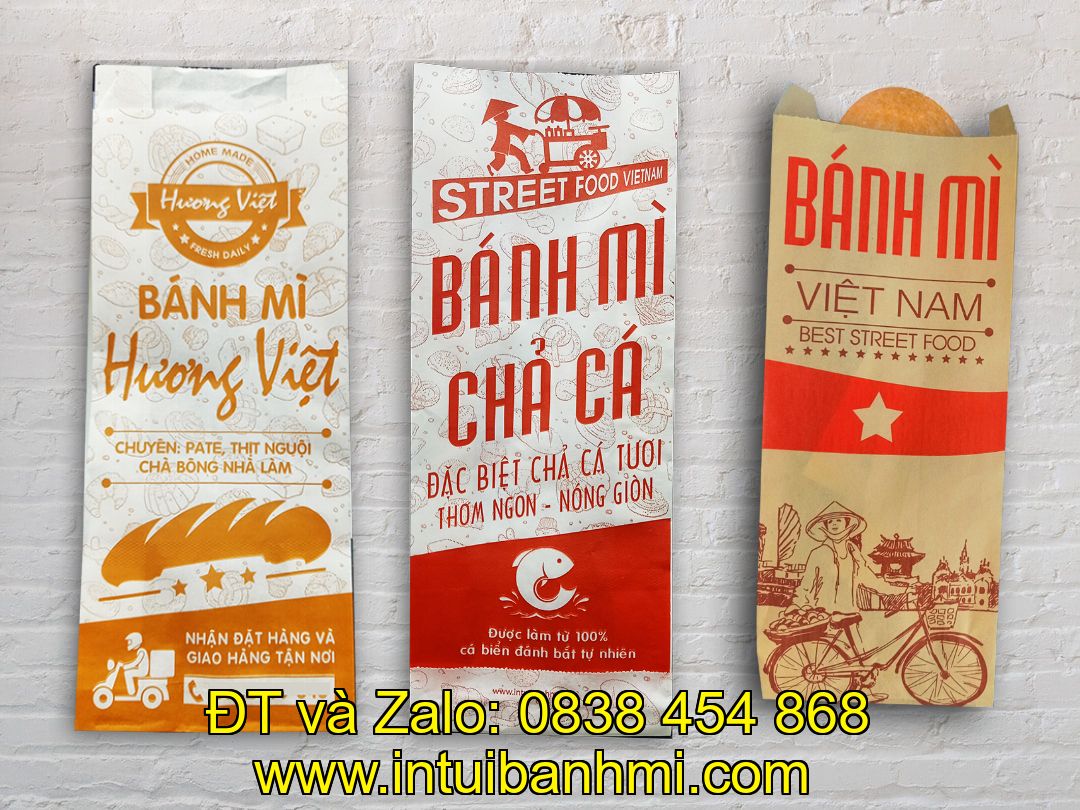 HOME MADE
Hương Việt
FRESH DAILY
BÁNH MÌ
Hương Việt
CHUYÊN: PATE, THỊT NGUỘI
CHÀ BÔNG NHÀ LÀM
NHẬN ĐẶT HÀNG VÀ
GIAO HÀNG TẬN NƠI
STREET FOOD VIETNAM
BÁNH MÌ
CHẢ CÁ
ĐẶC BIỆT CHẢ CÁ TƯƠI
THƠM NGON - NÓNG GIÒN
Được làm từ 100%
cá biển đánh bắt tự nhiên
BÁNH MÌ
VIỆT NAM
BEST STREET FOOD
ĐT và Zalo: 0838 454 868
www.intuibanhmi.com